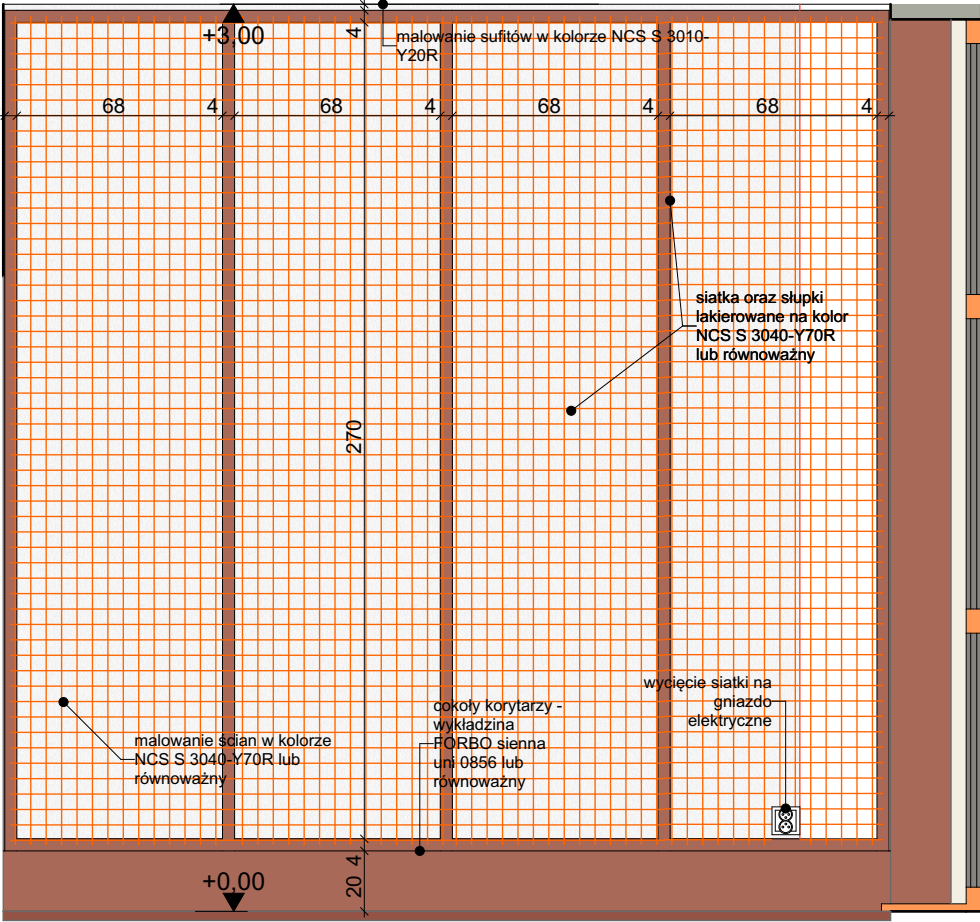 +3,00
4
malowanie sufitów w kolorze NCS S 3010-
Y20R
68
4
68
4
68
4
68
4
siatka oraz słupki
lakierowane na kolor
NCS S 3040-Y70R
lub równoważny
270
wycięcie siatki na
gniazdo
elektryczne
cokoły korytarzy -
wykładzina
FORBO sienna
uni 0856 lub
równoważny
malowanie ścian w kolorze
NCS S 3040-Y70R lub
równoważny
4
20
+0,00